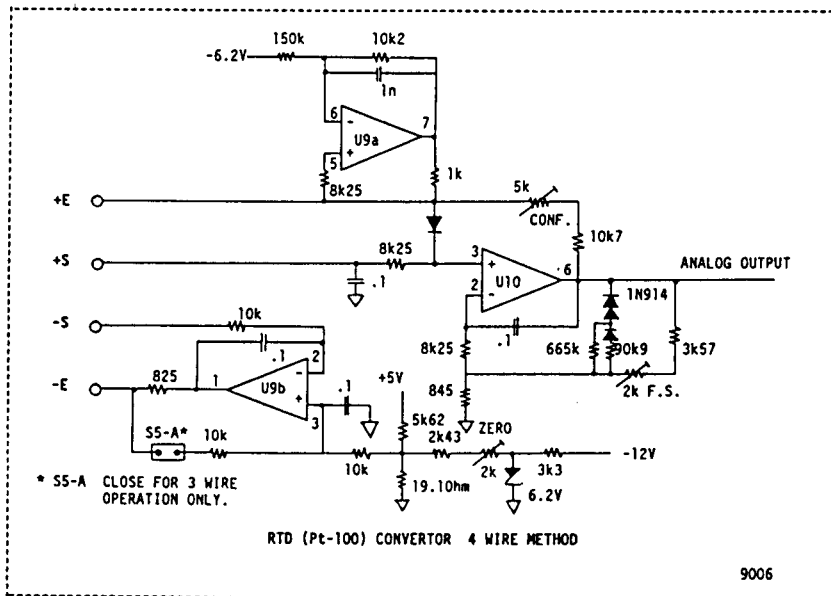 150k
10k2
-6.2V
1n
6
7
U9a
5
1k
8k25
+E
5k
CONF.
10k7
+S
8k25
3
6
ANALOG OUTPUT
U10
2
1N914
.1
-S
10k
.1
8k25
665k
90k9
3k57
.1
2
-E
825
1
U9b
.1
+5V
845
2k F.S.
3
S5-A*
10k
5k62
2k43
ZERO
10k
2k
3k3
-12V
* S5-A CLOSE FOR 3 WIRE
OPERATION ONLY.
19.10hm
6.2V
RTD (Pt-100) CONVERTOR 4 WIRE METHOD
9006